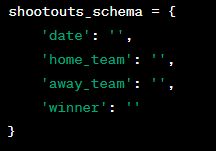 shootouts_schema = {
    'date': '',
    'home_team': '',
    'away_team': '',
    'winner': ''
}